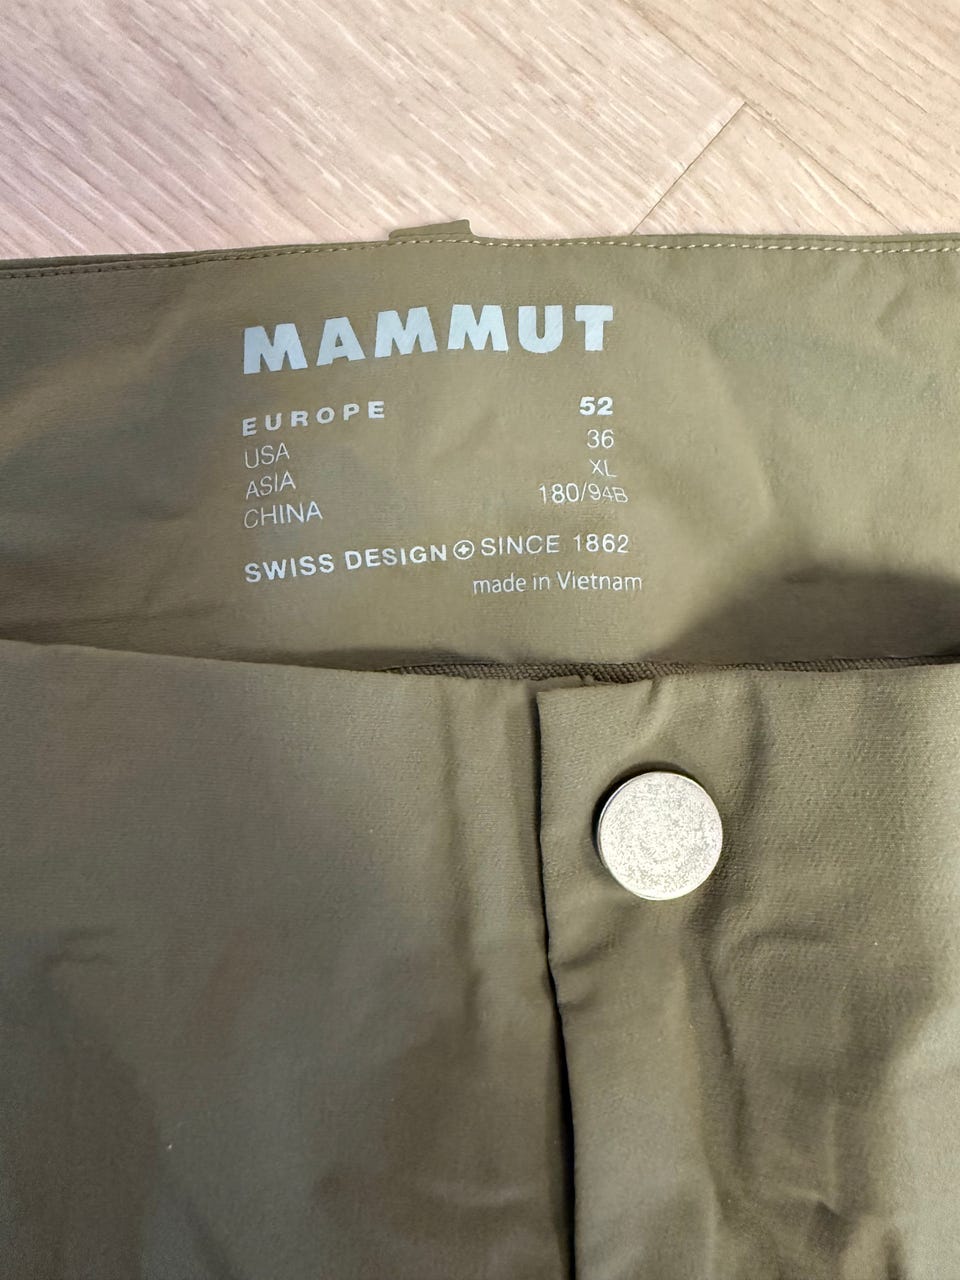 MAMMUT
EUROPE 52
USA 36
ASIA XL
CHINA 180/94B
SWISS DESIGN SINCE 1862
made in Vietnam